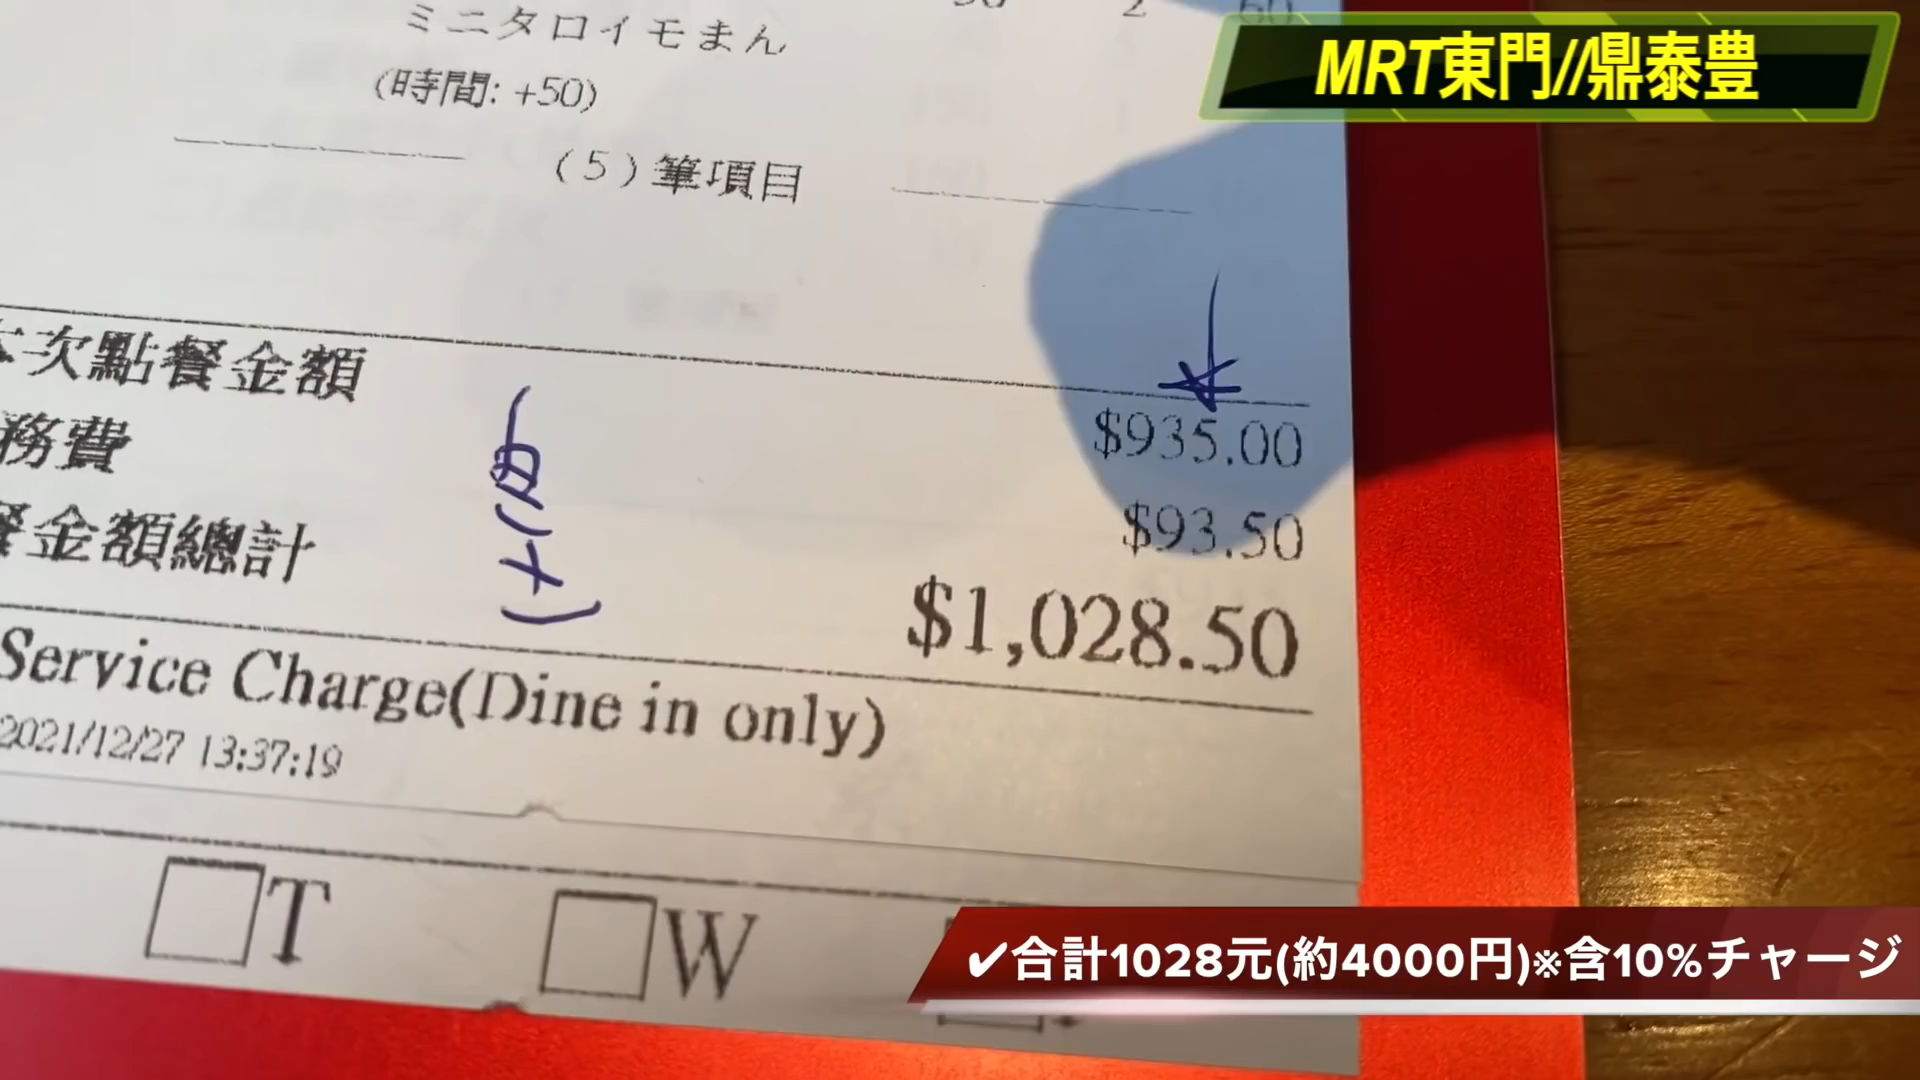 MRT東門//鼎泰豊
2
ミニタロイモまん
(時間: +50)
(5)筆項目
次點餐金額 $935.00
務費 $93.50
餐金額總計 $1,028.50
Service Charge(Dine in only)
2021/12/27 13:37:19
T W
✔合計1028元(約4000円)※含10%チャージ